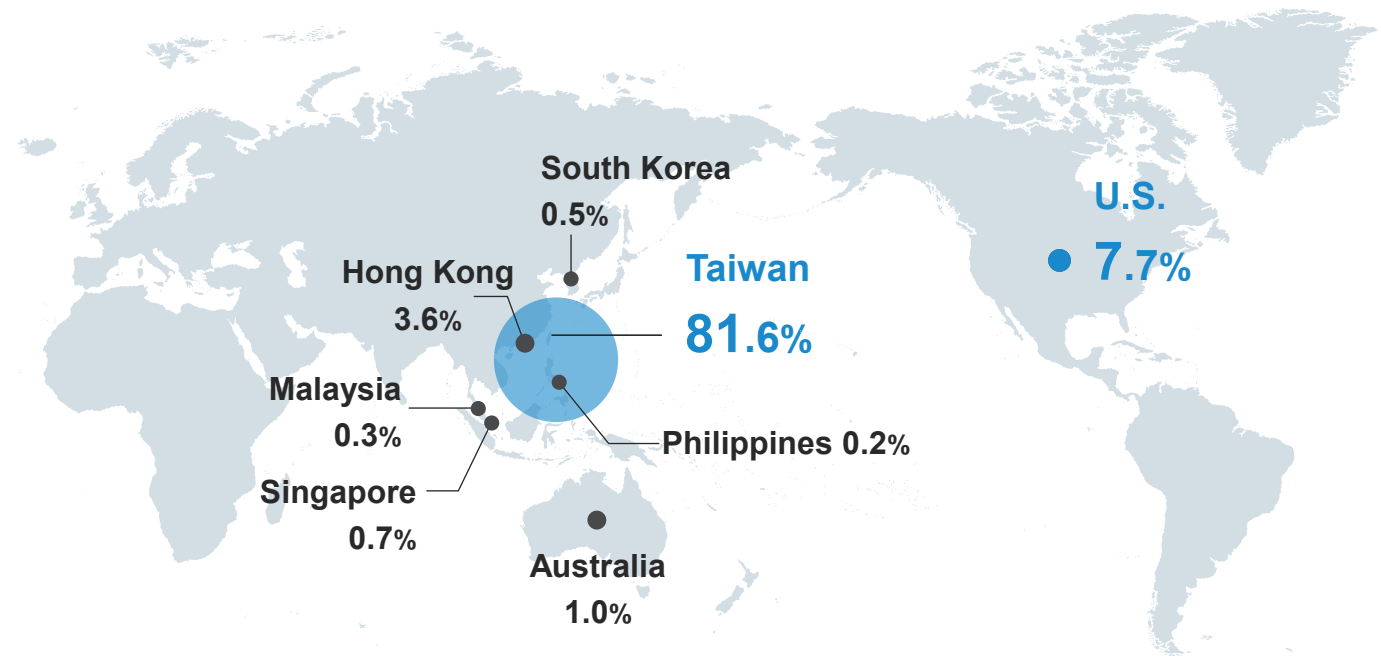 South Korea
0.5%
U.S.
7.7%
Hong Kong
3.6%
Taiwan
81.6%
Malaysia
0.3%
Philippines 0.2%
Singapore
0.7%
Australia
1.0%